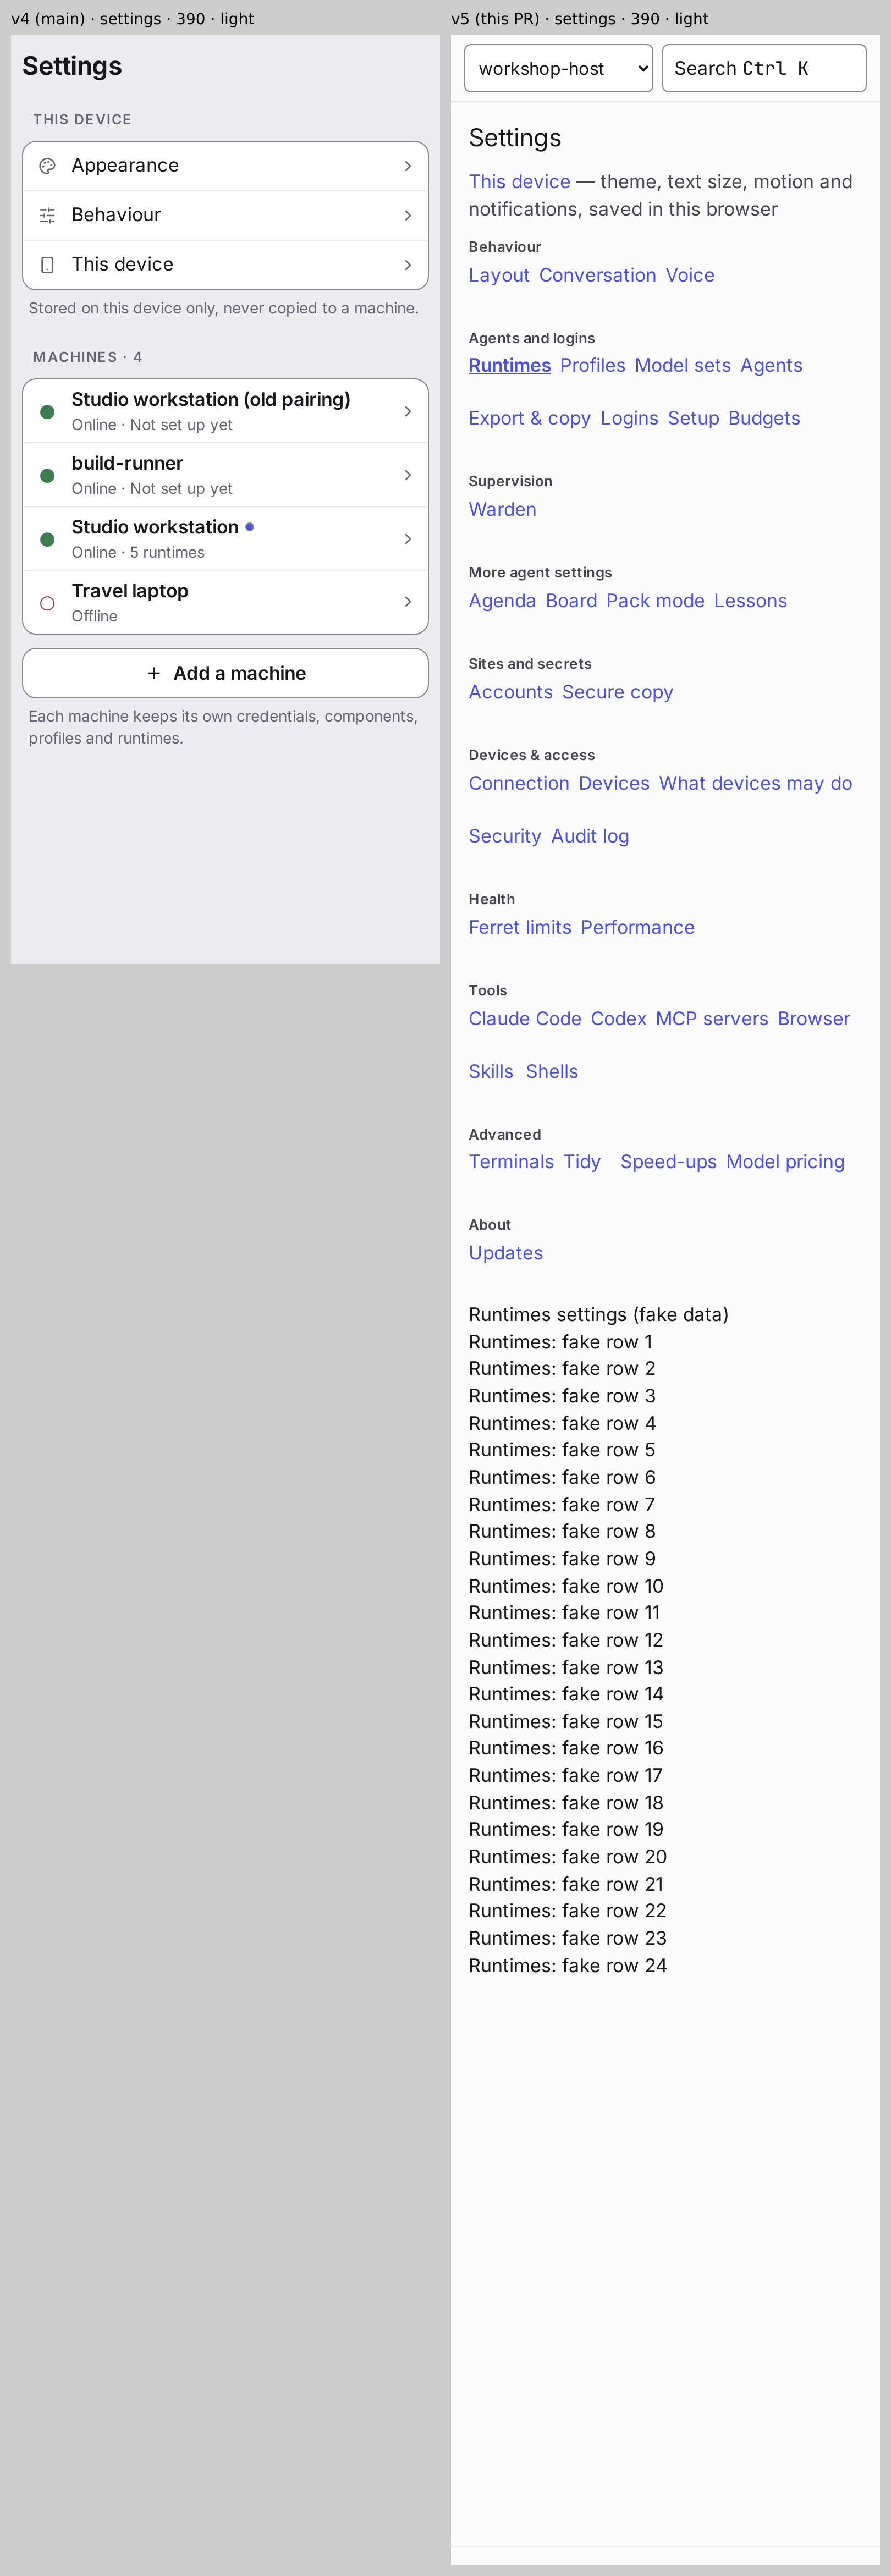 v4 (main) · settings · 390 · light
Settings
THIS DEVICE
Appearance
Behaviour
This device
Stored on this device only, never copied to a machine.
MACHINES · 4
Studio workstation (old pairing)
Online · Not set up yet
build-runner
Online · Not set up yet
Studio workstation
Online · 5 runtimes
Travel laptop
Offline
+ Add a machine
Each machine keeps its own credentials, components,
profiles and runtimes.
v5 (this PR) · settings · 390 · light
workshop-host
Search Ctrl K
Settings
This device — theme, text size, motion and
notifications, saved in this browser
Behaviour
Layout Conversation Voice
Agents and logins
Runtimes Profiles Model sets Agents
Export & copy Logins Setup Budgets
Supervision
Warden
More agent settings
Agenda Board Pack mode Lessons
Sites and secrets
Accounts Secure copy
Devices & access
Connection Devices What devices may do
Security Audit log
Health
Ferret limits Performance
Tools
Claude Code Codex MCP servers Browser
Skills Shells
Advanced
Terminals Tidy Speed-ups Model pricing
About
Updates
Runtimes settings (fake data)
Runtimes: fake row 1
Runtimes: fake row 2
Runtimes: fake row 3
Runtimes: fake row 4
Runtimes: fake row 5
Runtimes: fake row 6
Runtimes: fake row 7
Runtimes: fake row 8
Runtimes: fake row 9
Runtimes: fake row 10
Runtimes: fake row 11
Runtimes: fake row 12
Runtimes: fake row 13
Runtimes: fake row 14
Runtimes: fake row 15
Runtimes: fake row 16
Runtimes: fake row 17
Runtimes: fake row 18
Runtimes: fake row 19
Runtimes: fake row 20
Runtimes: fake row 21
Runtimes: fake row 22
Runtimes: fake row 23
Runtimes: fake row 24